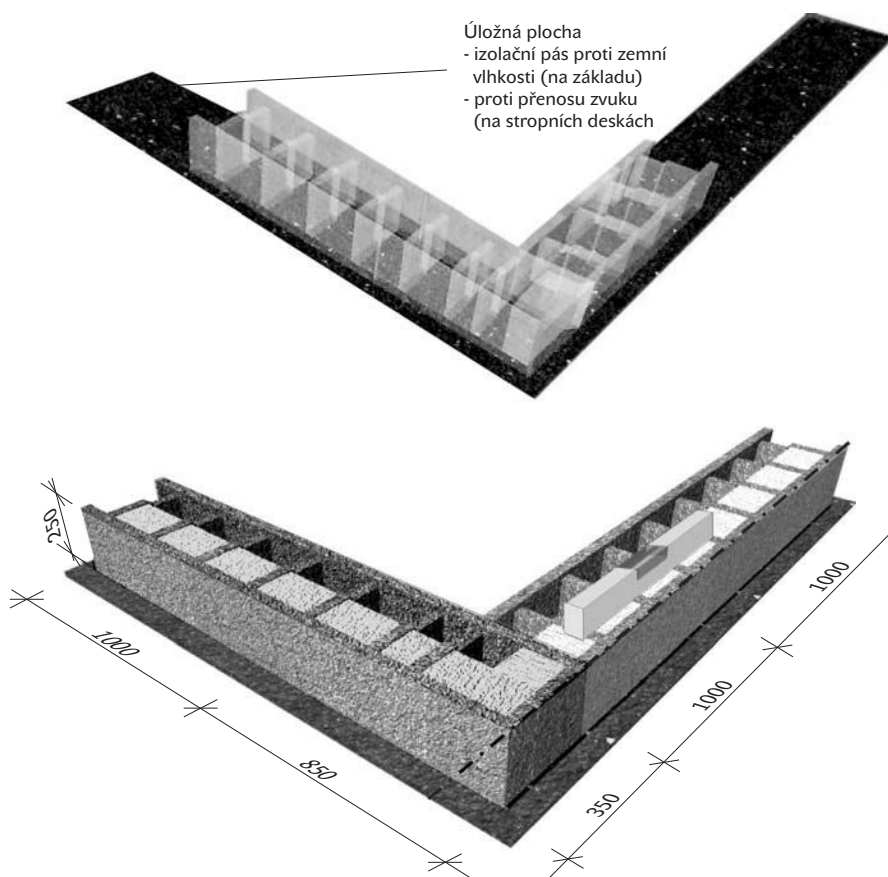 Úložná plocha
- izolační pás proti zemní
vlhkosti (na základu)
- proti přenosu zvuku
(na stropních deskách
250
1000
850
350
1000
1000